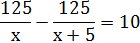 125/x − 125/(x + 5) = 10